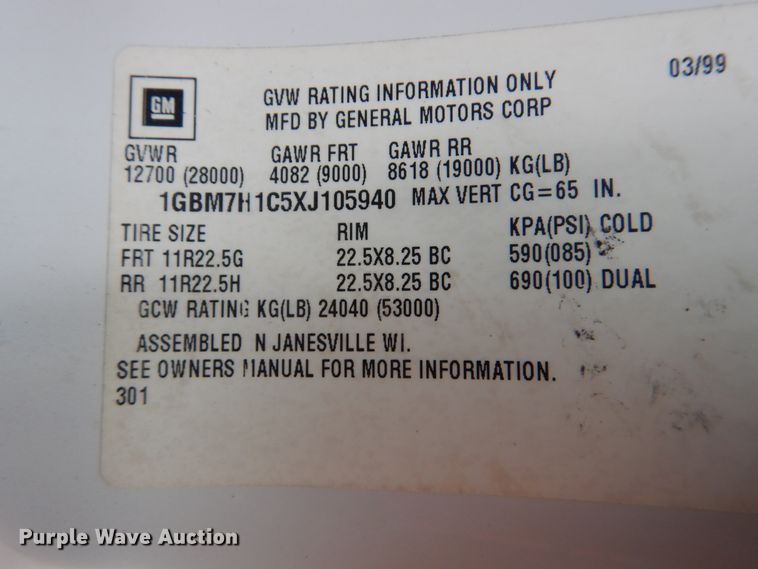 03/99
GM
GVW RATING INFORMATION ONLY
MFD BY GENERAL MOTORS CORP
GVWR GAWR FRT GAWR RR
12700 (28000) 4082 (9000) 8618 (19000) KG(LB)
1GBM7H1C5XJ105940 MAX VERT CG=65 IN.
TIRE SIZE RIM KPA(PSI) COLD
FRT 11R22.5G 22.5X8.25 BC 590(085)
RR 11R22.5H 22.5X8.25 BC 690(100) DUAL
GCW RATING KG(LB) 24040 (53000)
ASSEMBLED IN JANESVILLE WI.
SEE OWNERS MANUAL FOR MORE INFORMATION.
301
Purple Wave Auction